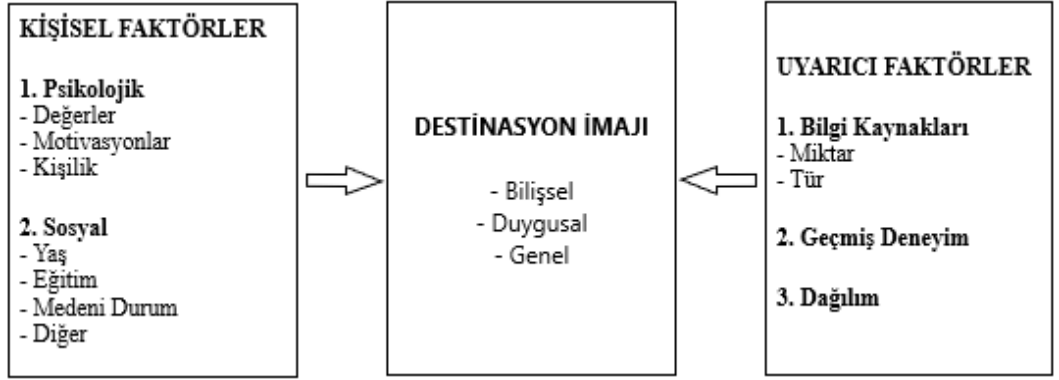 KİŞİSEL FAKTÖRLER
1. Psikolojik
- Değerler
- Motivasyonlar
- Kişilik
2. Sosyal
- Yaş
- Eğitim
- Medeni Durum
- Diğer
DESTİNASYON İMAJI
- Bilişsel
- Duygusal
- Genel
UYARICI FAKTÖRLER
1. Bilgi Kaynakları
- Miktar
- Tür
2. Geçmiş Deneyim
3. Dağılım